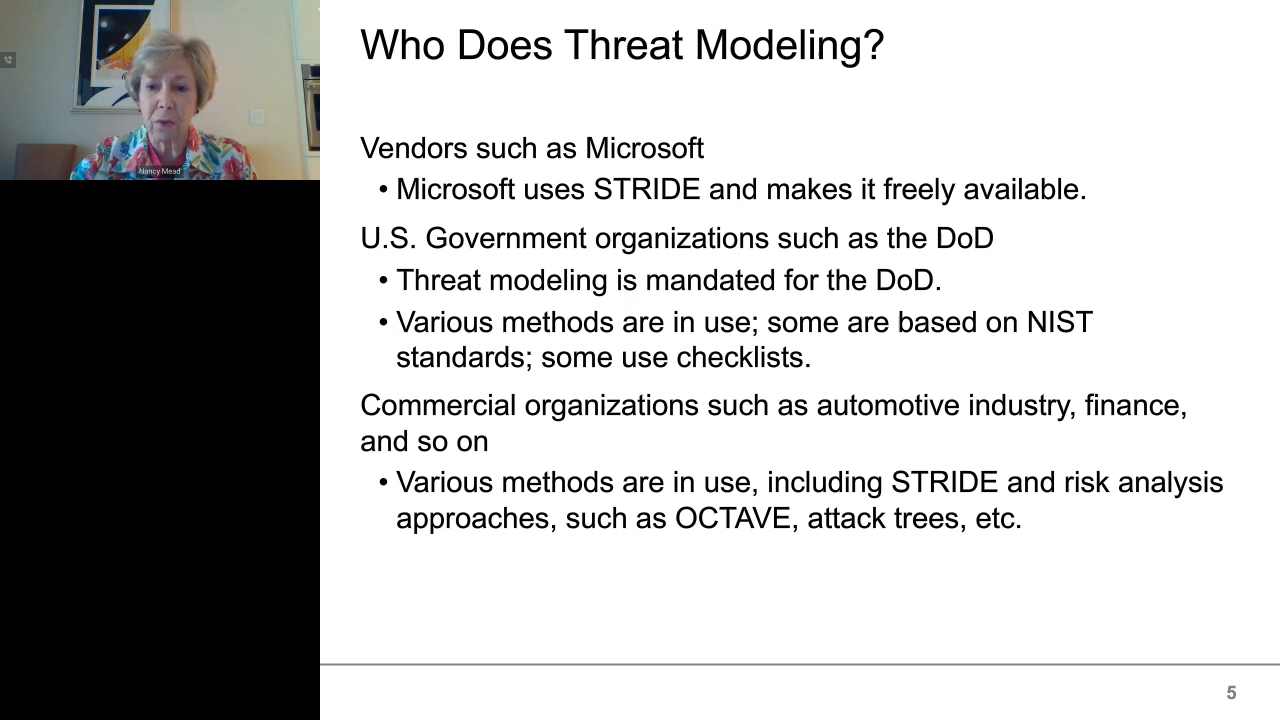 Nancy Mead
Who Does Threat Modeling?
Vendors such as Microsoft
• Microsoft uses STRIDE and makes it freely available.
U.S. Government organizations such as the DoD
• Threat modeling is mandated for the DoD.
• Various methods are in use; some are based on NIST
standards; some use checklists.
Commercial organizations such as automotive industry, finance,
and so on
• Various methods are in use, including STRIDE and risk analysis
approaches, such as OCTAVE, attack trees, etc.
5